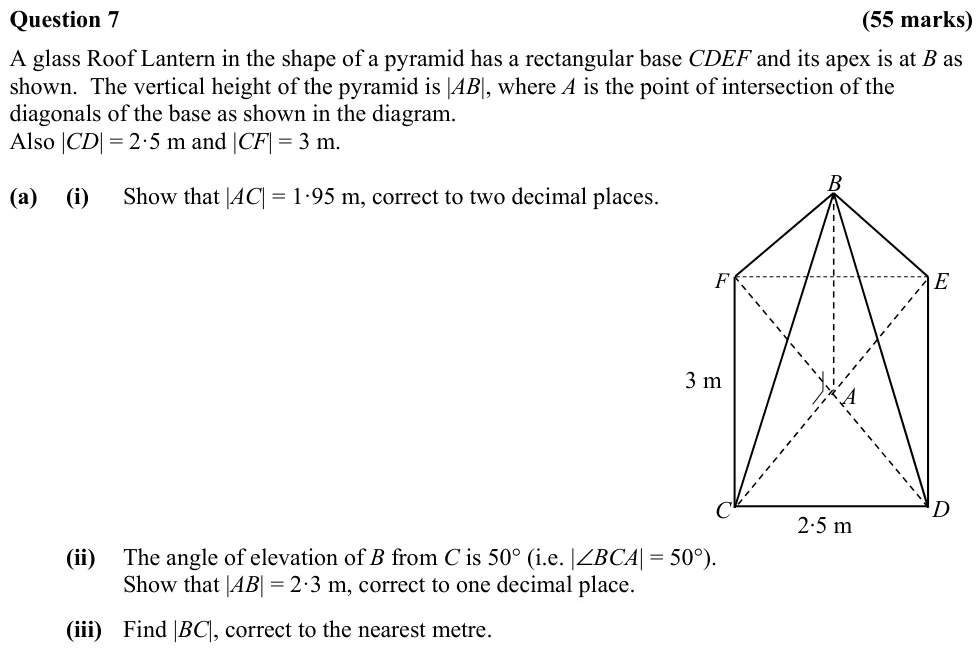 Question 7 (55 marks)
A glass Roof Lantern in the shape of a pyramid has a rectangular base CDEF and its apex is at B as
shown. The vertical height of the pyramid is |AB|, where A is the point of intersection of the
diagonals of the base as shown in the diagram.
Also |CD| = 2·5 m and |CF| = 3 m.
(a) (i) Show that |AC| = 1·95 m, correct to two decimal places.
B
F
E
3 m
A
C
D
2·5 m
(ii) The angle of elevation of B from C is 50° (i.e. |∠BCA| = 50°).
Show that |AB| = 2·3 m, correct to one decimal place.
(iii) Find |BC|, correct to the nearest metre.